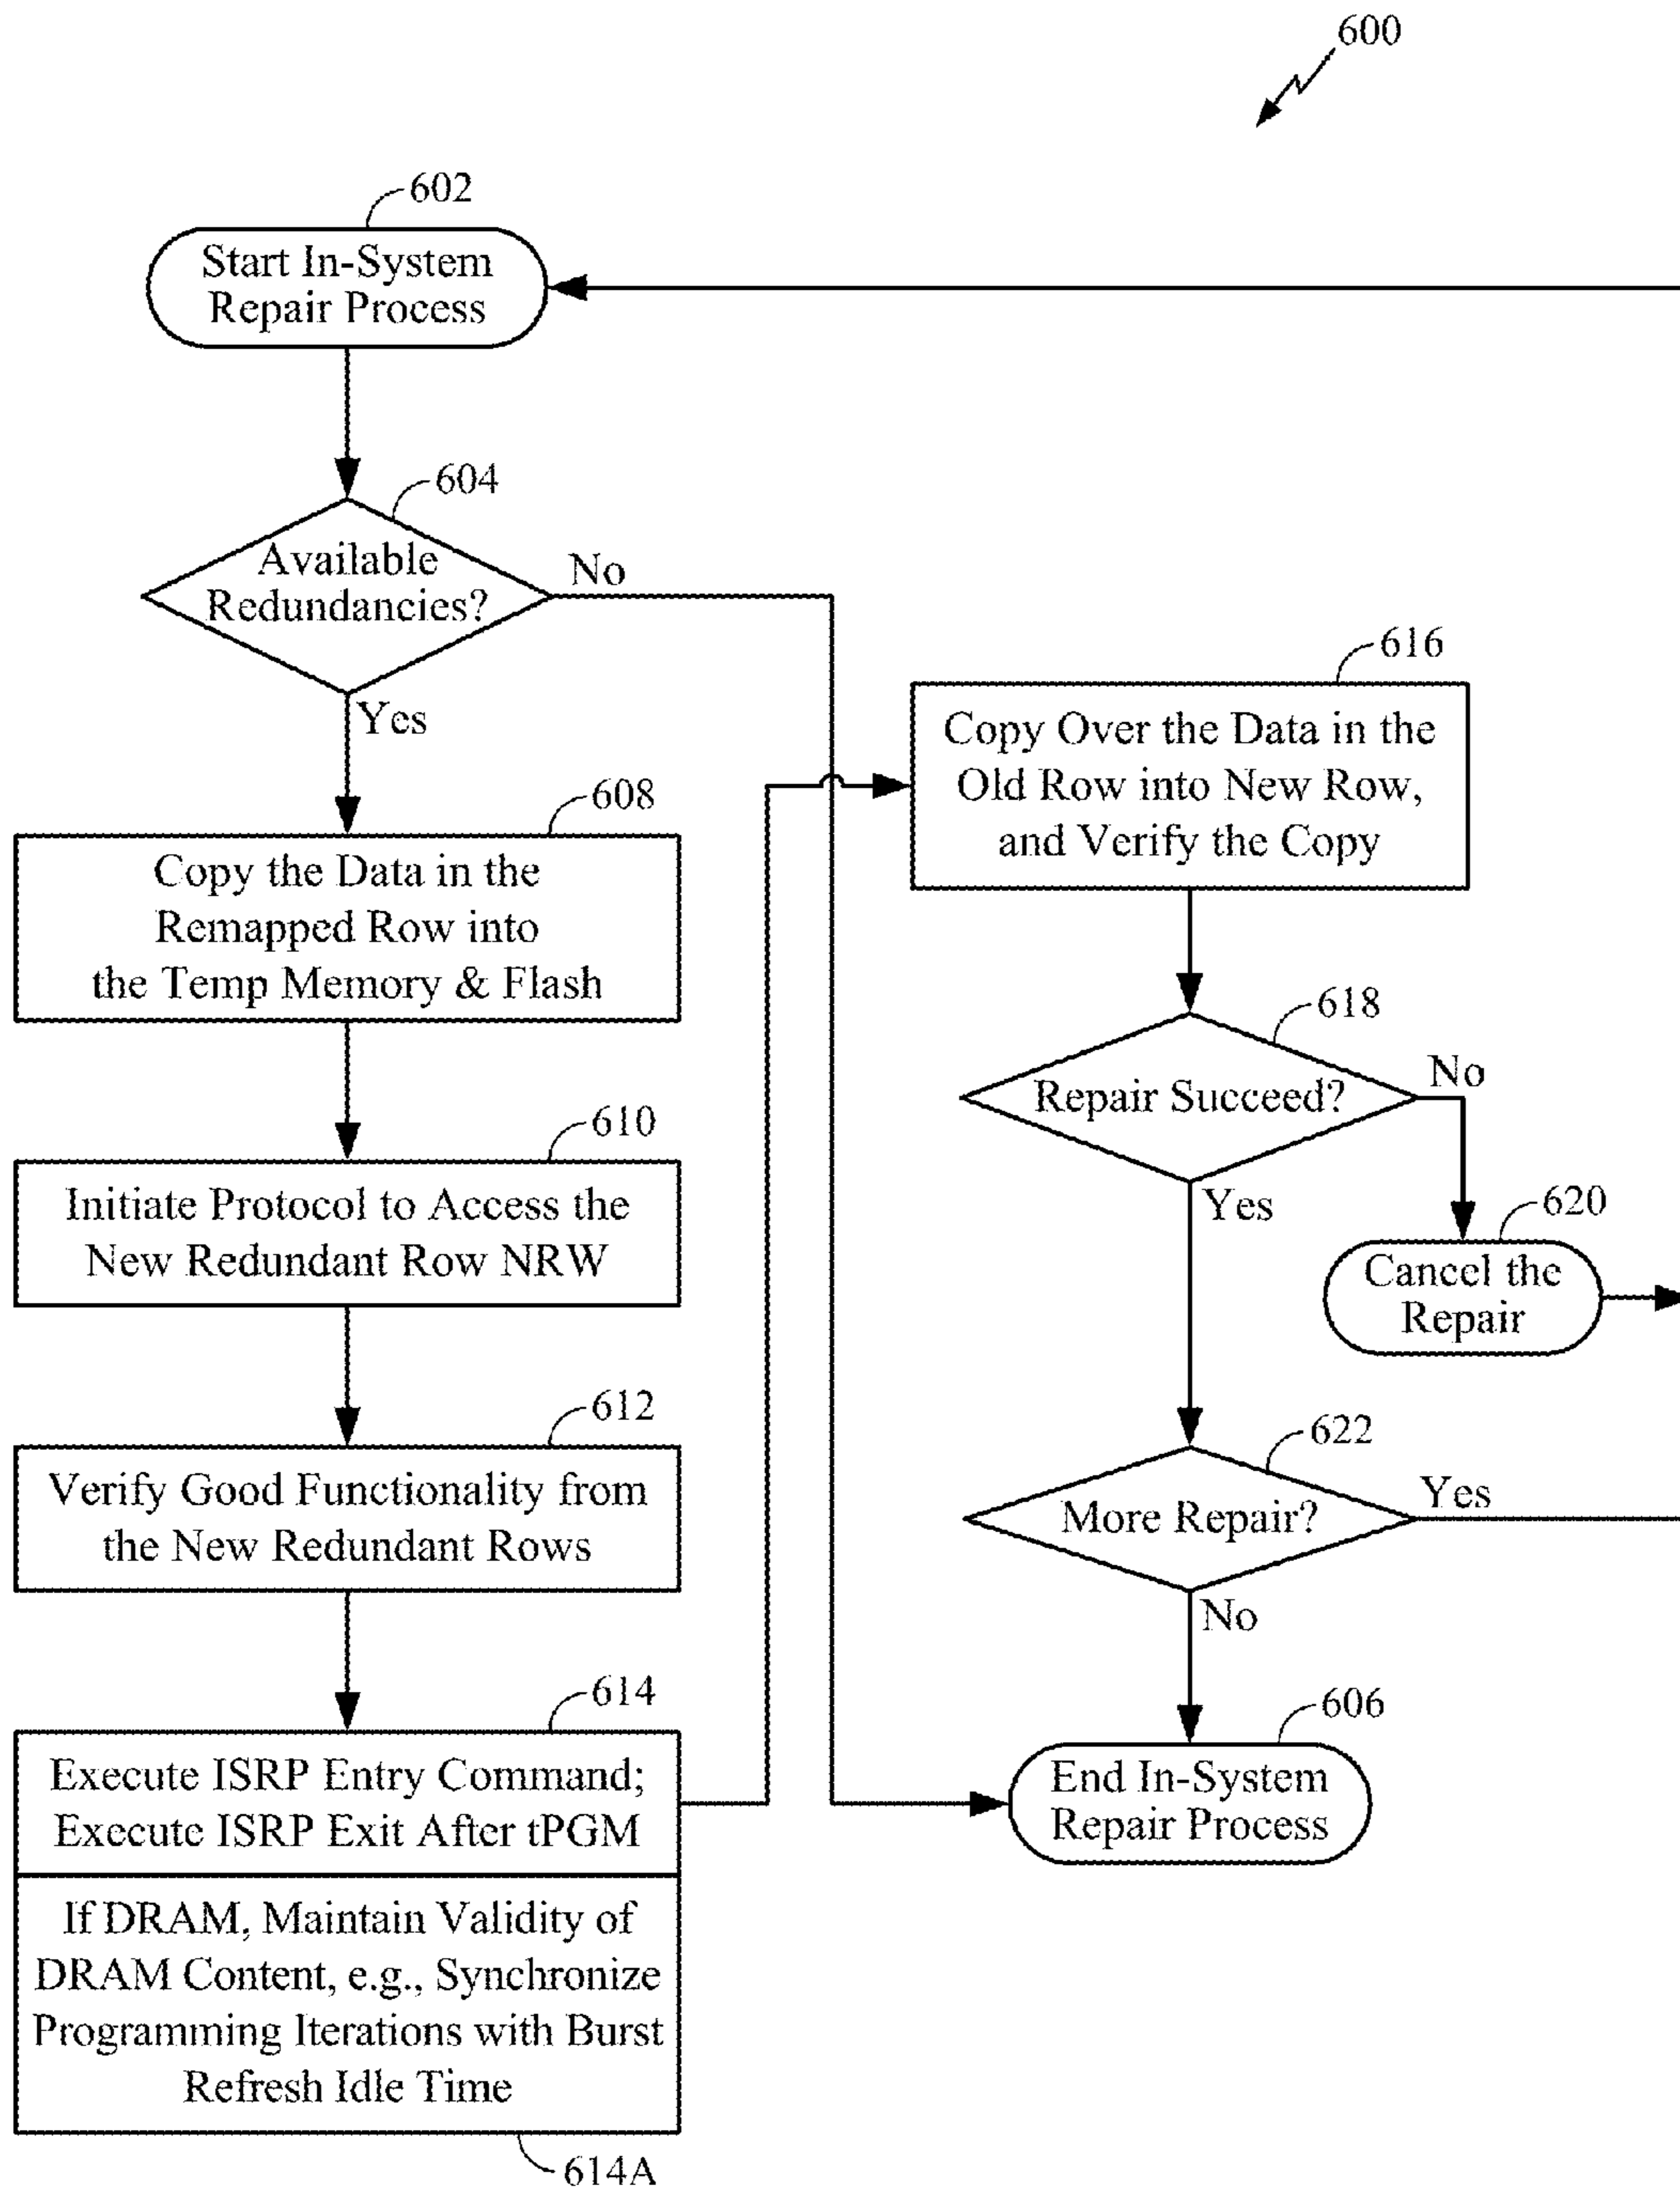 600
602
Start In-System
Repair Process
604
Available
Redundancies?
No
Yes
608
Copy the Data in the
Remapped Row into
the Temp Memory & Flash
610
Initiate Protocol to Access the
New Redundant Row NRW
612
Verify Good Functionality from
the New Redundant Rows
614
Execute ISRP Entry Command;
Execute ISRP Exit After tPGM
If DRAM, Maintain Validity of
DRAM Content, e.g., Synchronize
Programming Iterations with Burst
Refresh Idle Time
614A
616
Copy Over the Data in the
Old Row into New Row,
and Verify the Copy
618
Repair Succeed?
No
Yes
620
Cancel the
Repair
622
More Repair?
Yes
No
606
End In-System
Repair Process